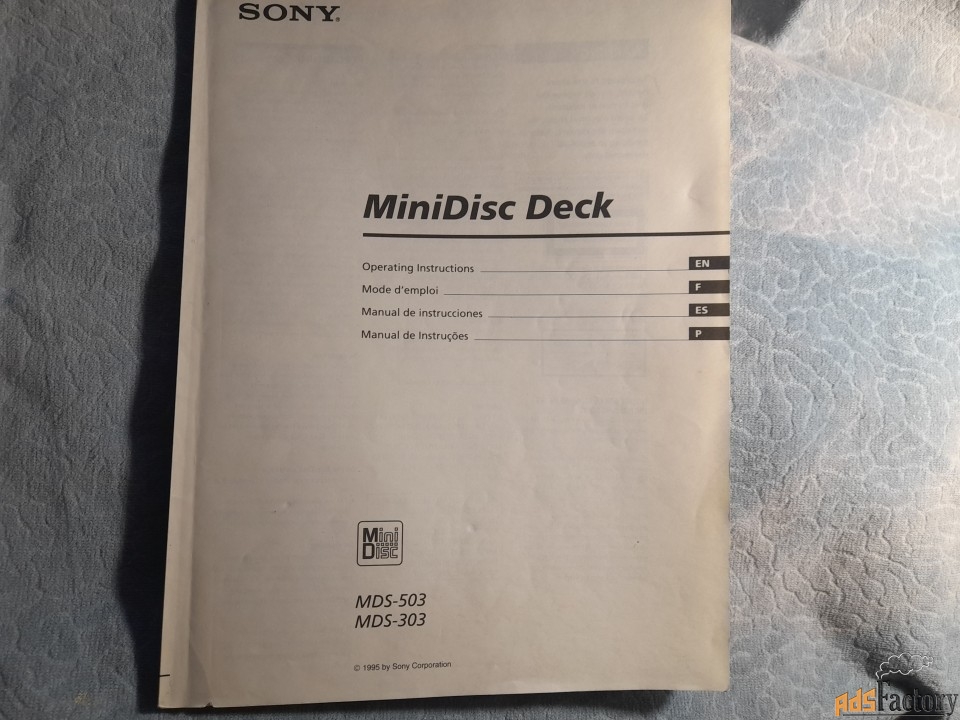 SONY®
MiniDisc Deck
Operating Instructions EN
Mode d'emploi F
Manual de instrucciones ES
Manual de Instruções P
Mini
Disc
MDS-503
MDS-303
© 1995 by Sony Corporation
AdsFactory